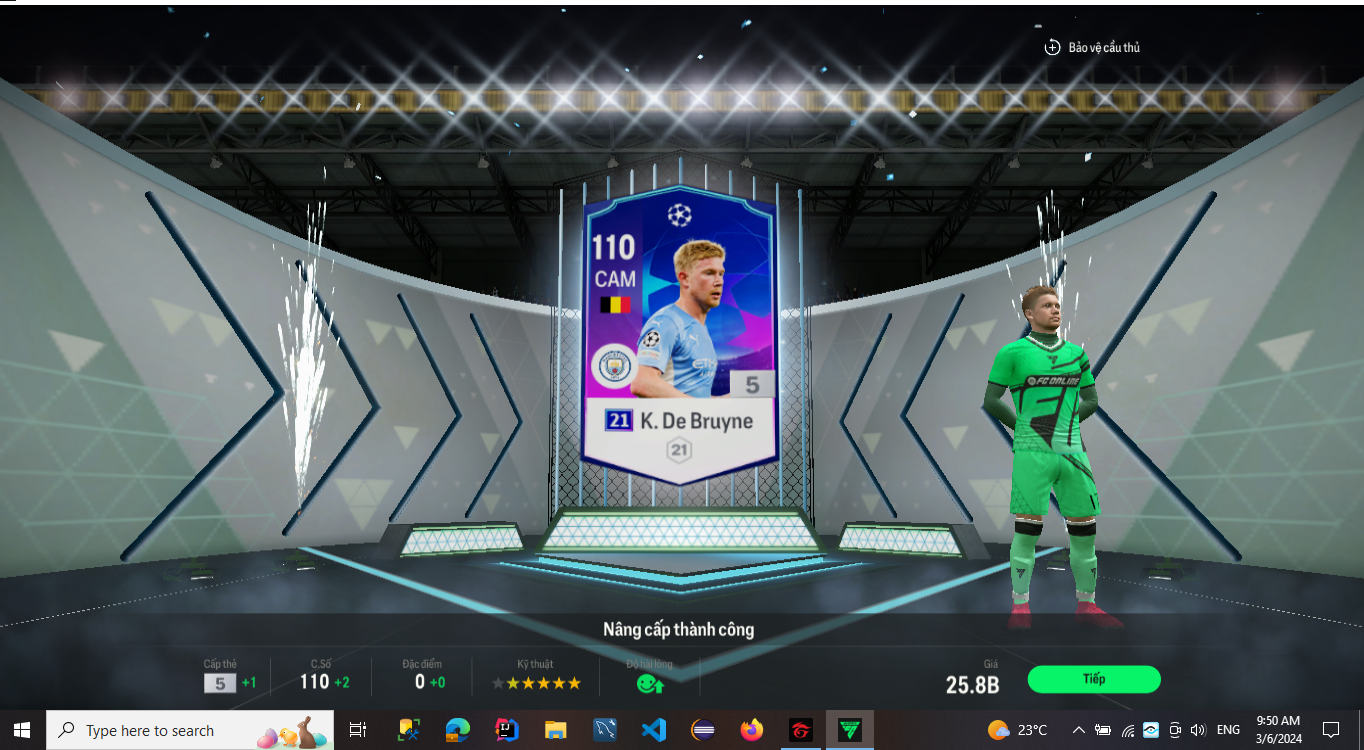 Bảo vệ cầu thủ
110
CAM
5
21 K. De Bruyne
21
FC ONLINE
Nâng cấp thành công
Cấp thẻ
5 +1
C.Số
110 +2
Đặc điểm
0 +0
Kỹ thuật
Độ hài lòng
Giá
25.8B
Tiếp
Type here to search
23°C
ENG
9:50 AM
3/6/2024